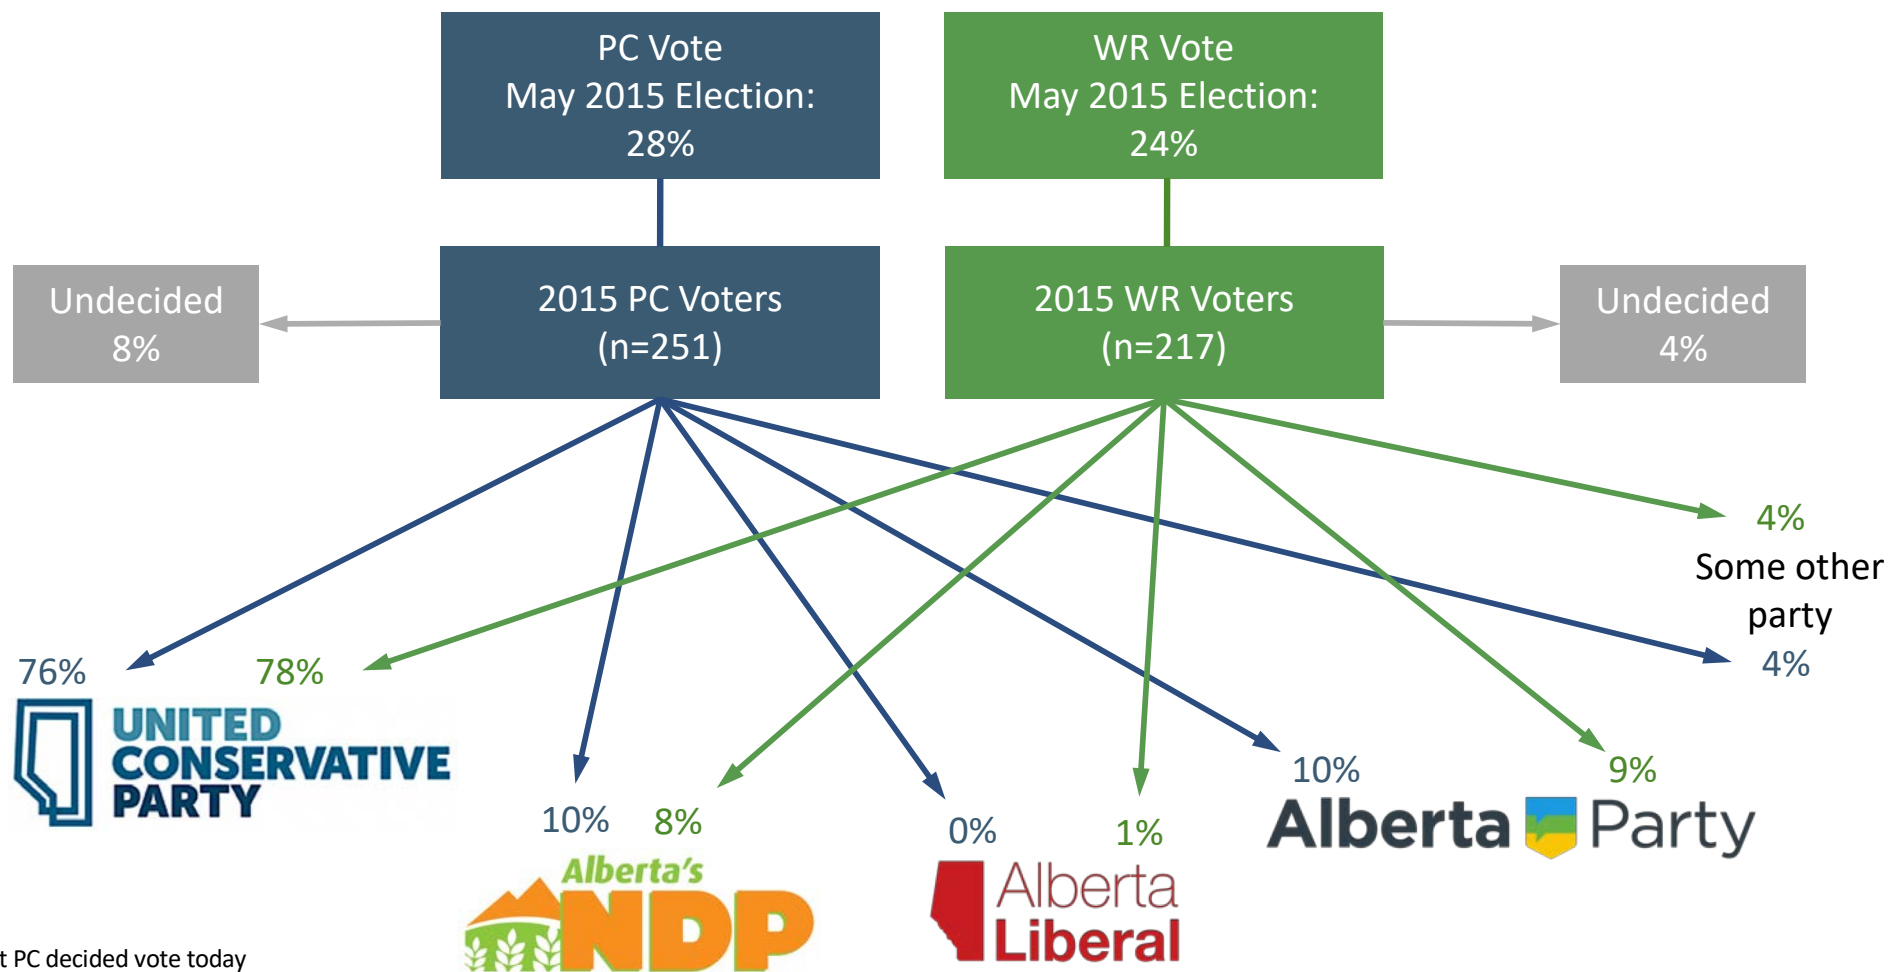 PC Vote
May 2015 Election:
28%
WR Vote
May 2015 Election:
24%
Undecided
8%
2015 PC Voters
(n=251)
2015 WR Voters
(n=217)
Undecided
4%
4%
Some other
party
4%
76%
78%
UNITED
CONSERVATIVE
PARTY
10%
8%
Alberta's
NDP
0%
1%
Alberta
Liberal
10%
9%
Alberta Party
PC decided vote today